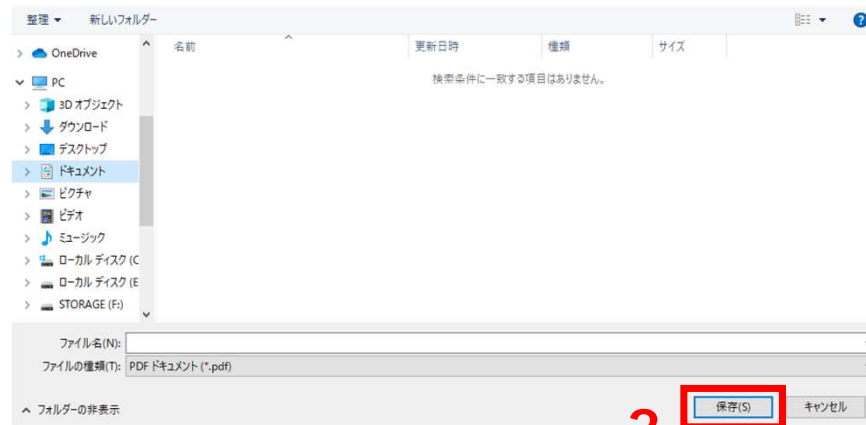 整理 ▼ 新しいフォルダー
OneDrive
名前 更新日時 種類 サイズ
検索条件に一致する項目はありません。
PC
3D オブジェクト
ダウンロード
デスクトップ
ドキュメント
ピクチャ
ビデオ
ミュージック
ローカル ディスク (C
ローカル ディスク (E
STORAGE (F:)
ファイル名(N):
ファイルの種類(T): PDF ドキュメント (*.pdf)
フォルダーの非表示
保存(S) キャンセル